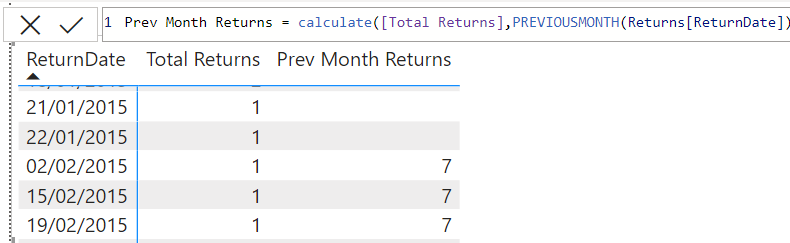 1 Prev Month Returns = calculate([Total Returns],PREVIOUSMONTH(Returns[ReturnDate])
ReturnDate Total Returns Prev Month Returns
21/01/2015 1
22/01/2015 1
02/02/2015 1 7
15/02/2015 1 7
19/02/2015 1 7